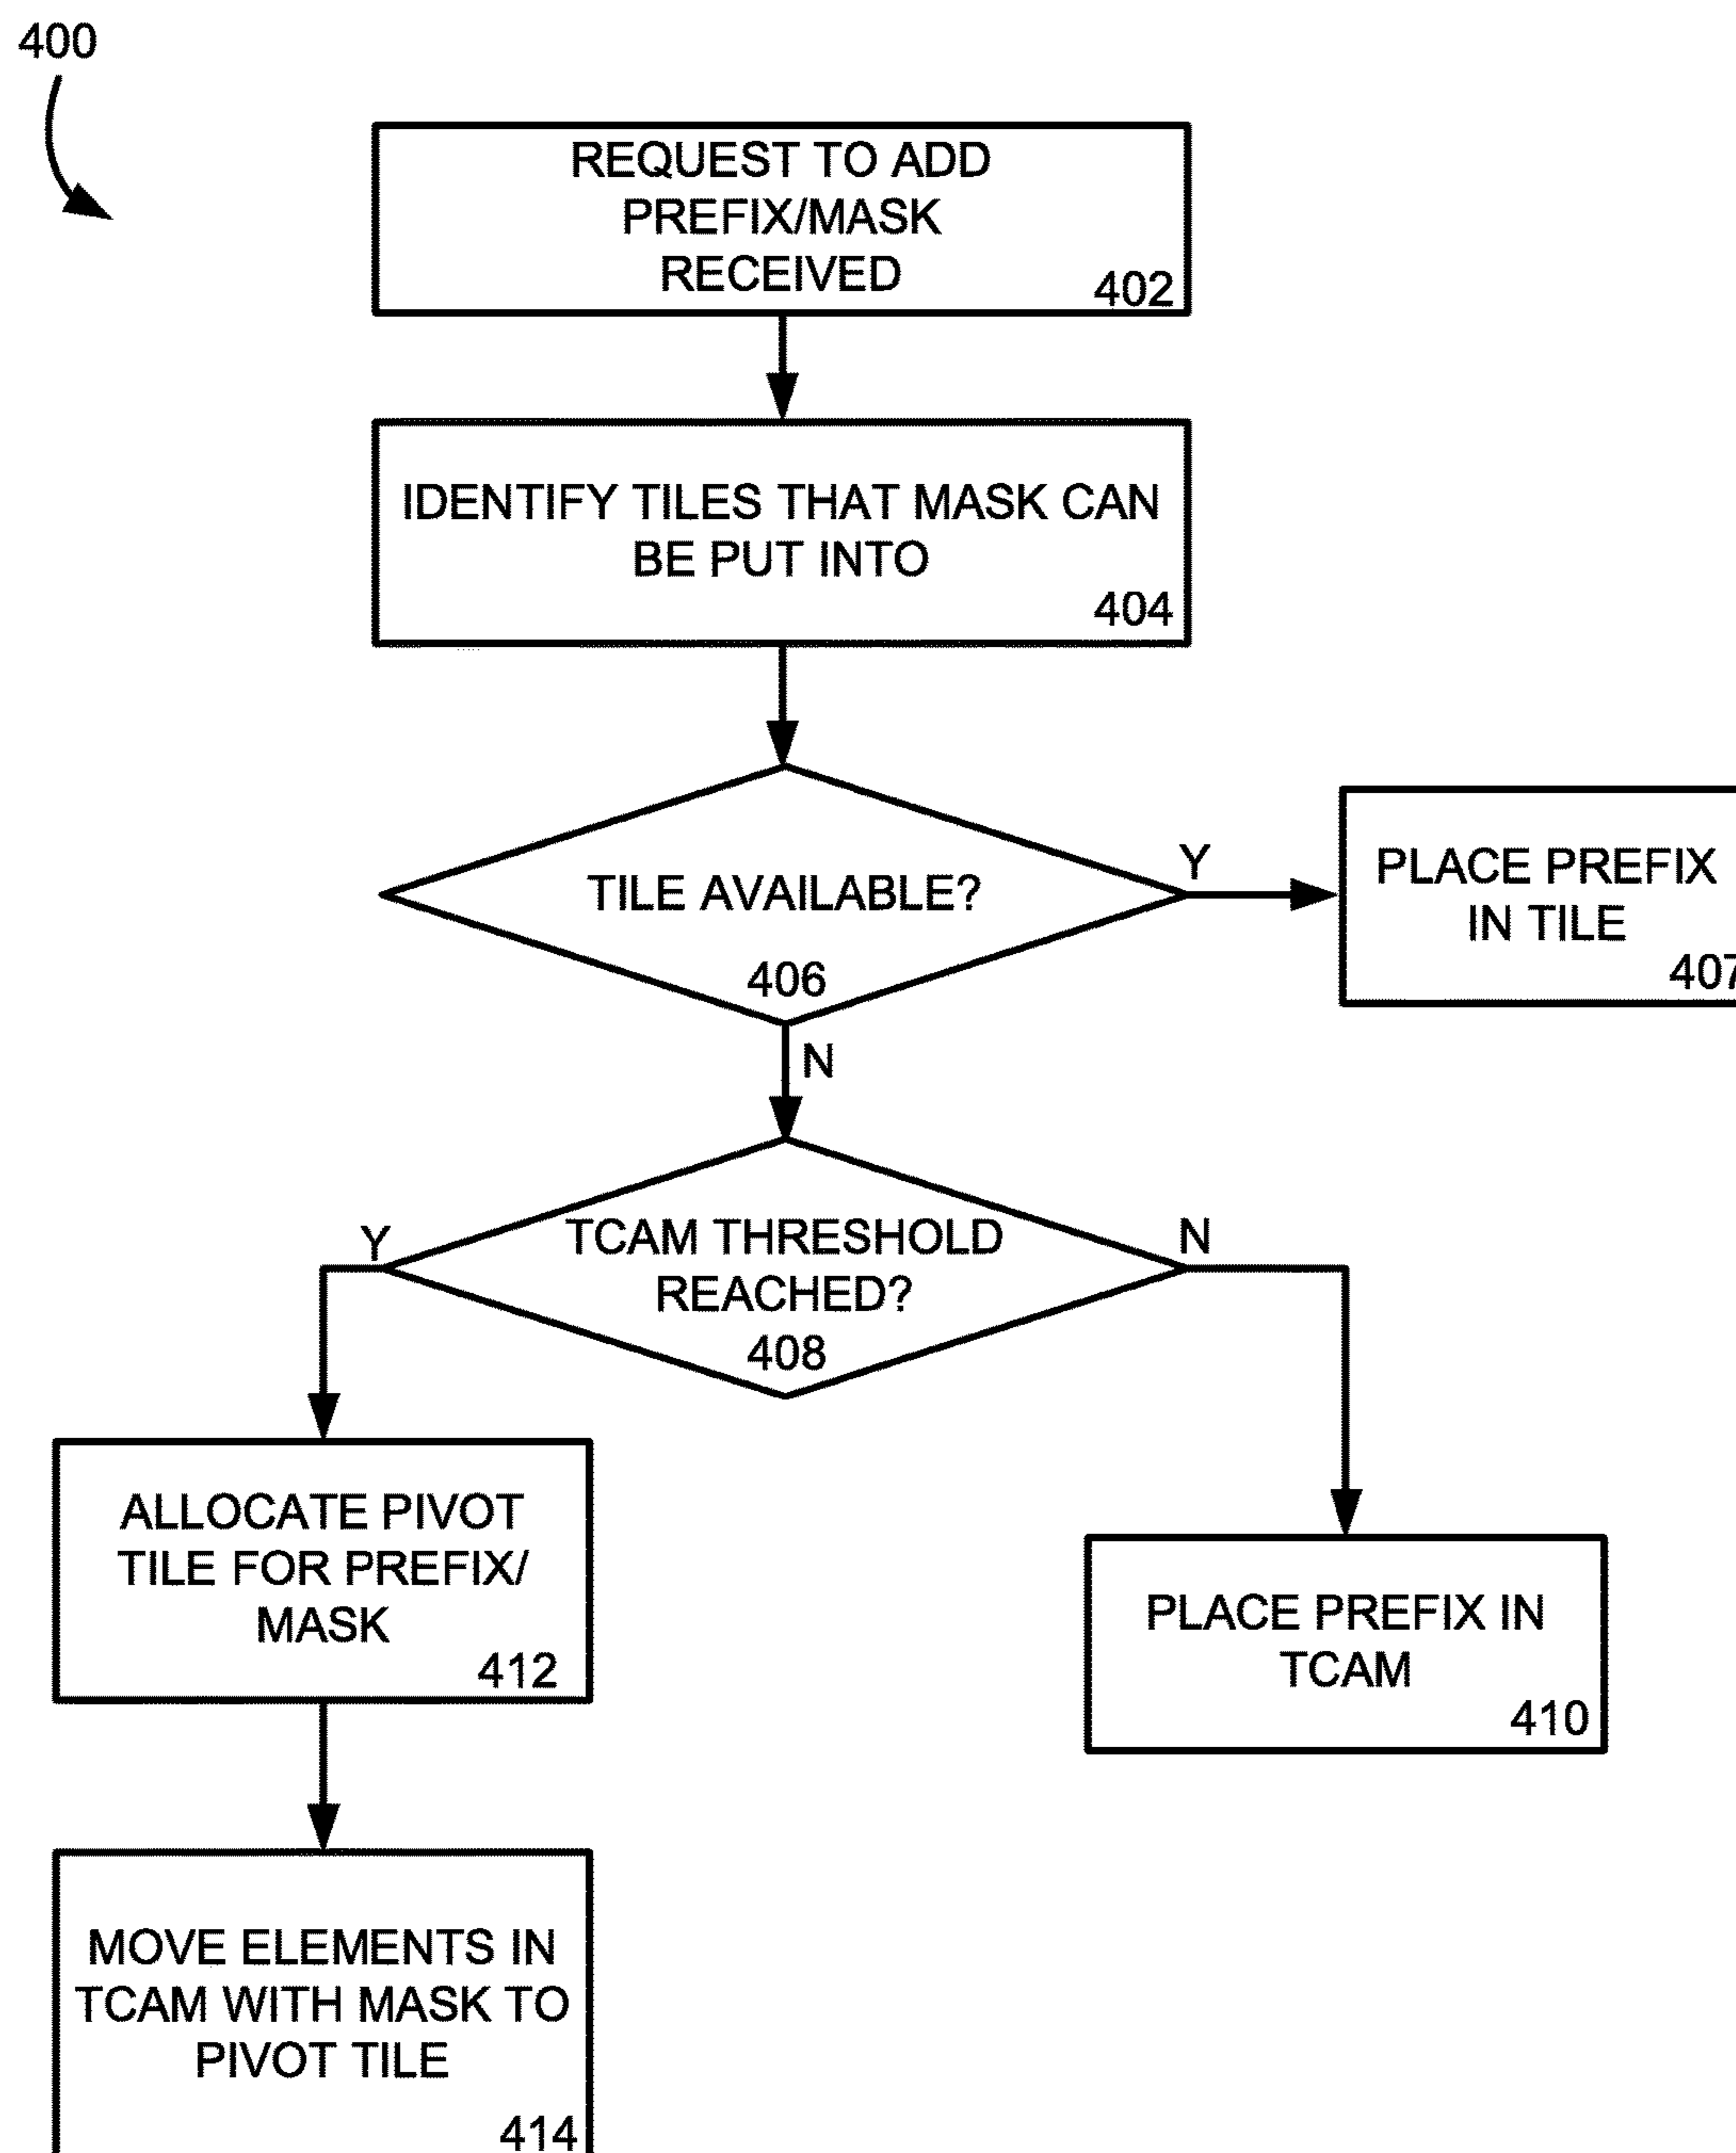 400
REQUEST TO ADD
PREFIX/MASK
RECEIVED
402
IDENTIFY TILES THAT MASK CAN
BE PUT INTO
404
TILE AVAILABLE?
406
Y
PLACE PREFIX
IN TILE
407
N
TCAM THRESHOLD
REACHED?
408
Y
N
ALLOCATE PIVOT
TILE FOR PREFIX/
MASK
412
PLACE PREFIX IN
TCAM
410
MOVE ELEMENTS IN
TCAM WITH MASK TO
PIVOT TILE
414